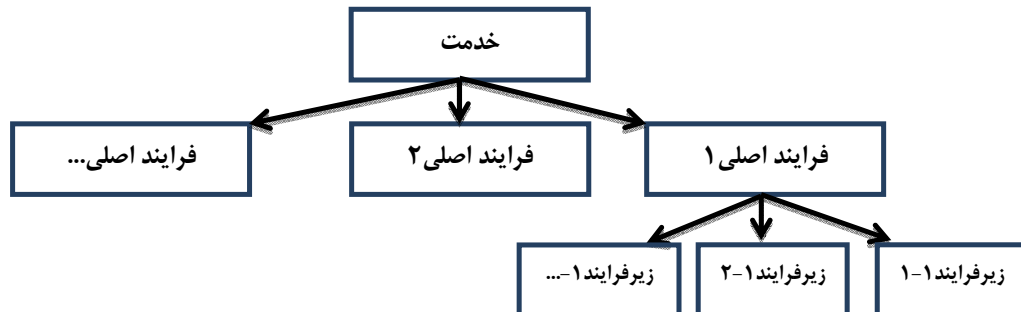 خدمت
فرایند اصلی۱
فرایند اصلی۲
فرایند اصلی...
زیرفرایند۱-۱
زیرفرایند۱-۲
زیرفرایند۱-...